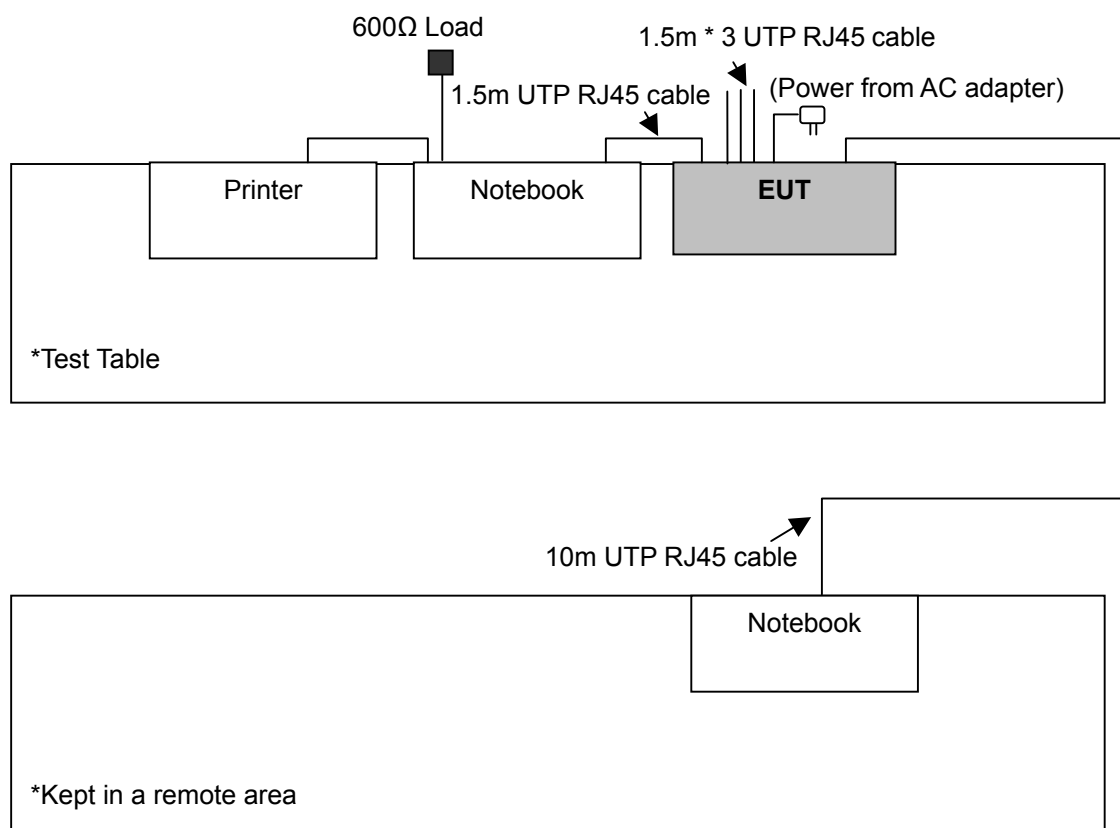 600Ω Load
1.5m * 3 UTP RJ45 cable
1.5m UTP RJ45 cable
(Power from AC adapter)
Printer
Notebook
EUT
*Test Table
10m UTP RJ45 cable
Notebook
*Kept in a remote area